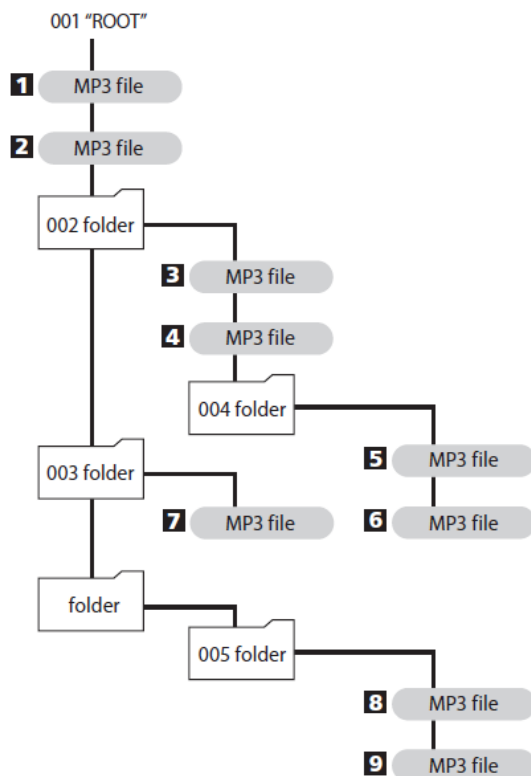 001 “ROOT”
1 MP3 file
2 MP3 file
002 folder
3 MP3 file
4 MP3 file
004 folder
5 MP3 file
003 folder
7 MP3 file
6 MP3 file
folder
005 folder
8 MP3 file
9 MP3 file